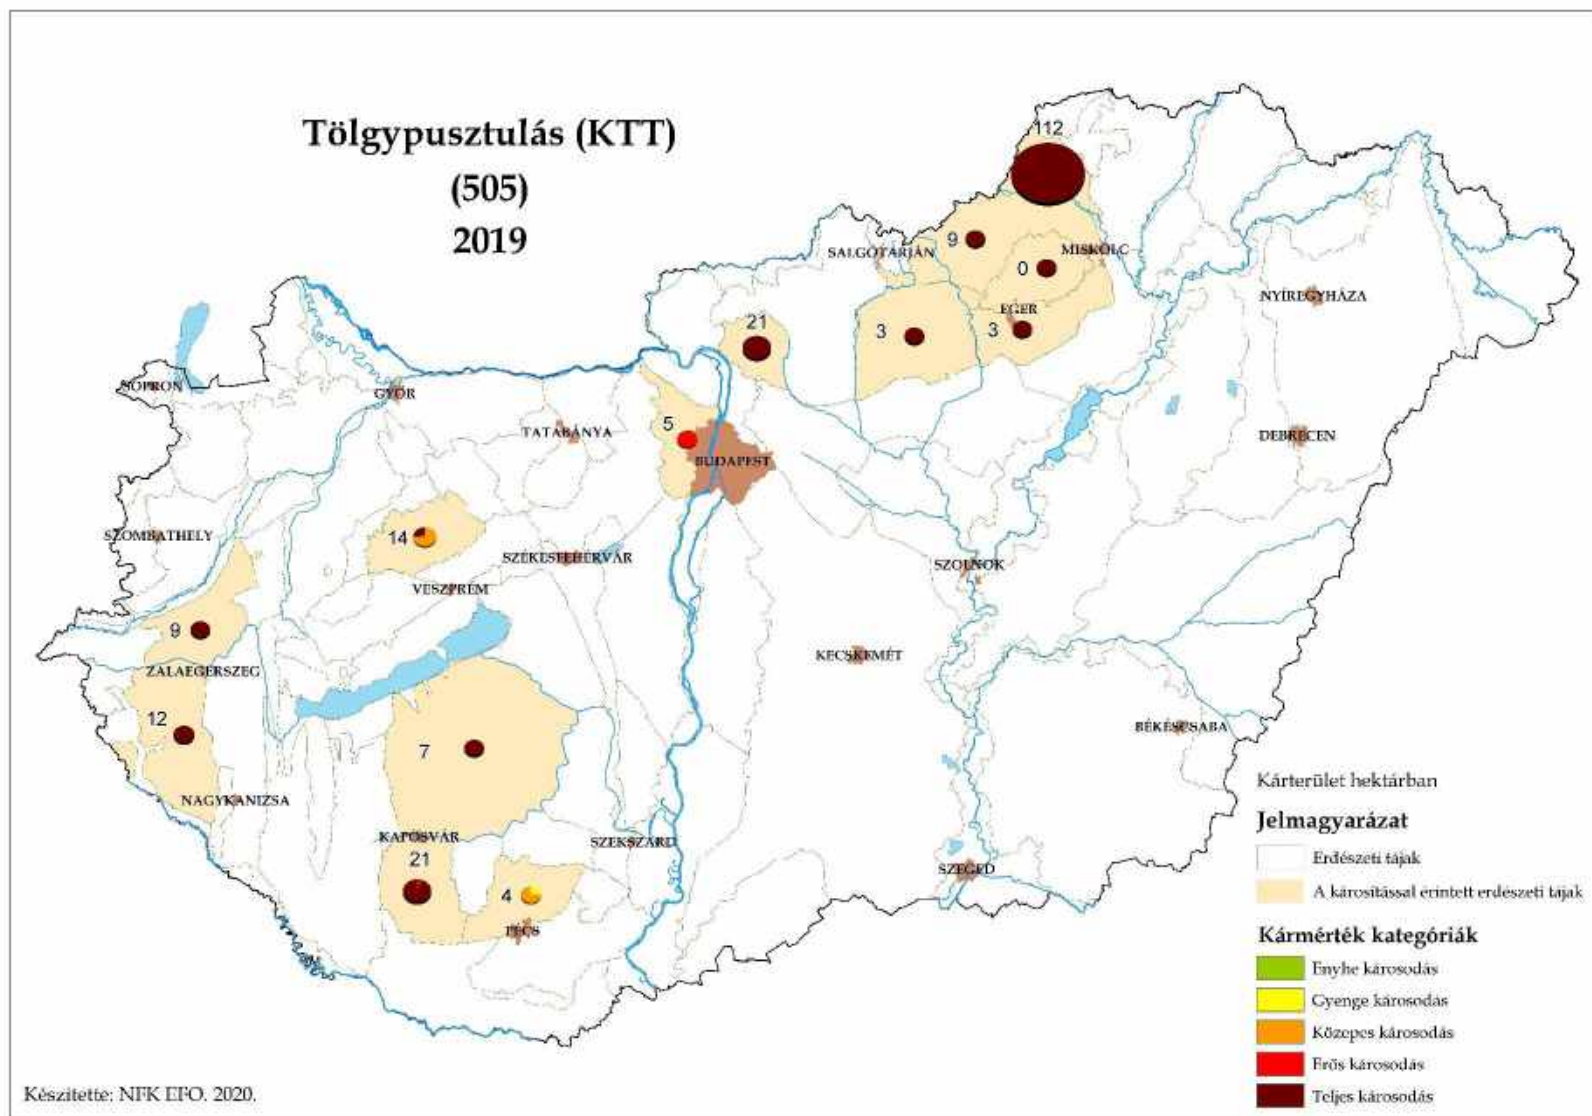 Tölgypusztulás (KTT)
(505)
2019
112
SALGÓTARJÁN
9
MISKOLC
0
NYÍREGYHÁZA
EGER
21
3
3
SOPRON
GYŐR
TATABÁNYA
5
BUDAPEST
DEBRECEN
SZOMBATHELY
14
SZÉKESFEHÉRVÁR
VESZPRÉM
SZOLNOK
9
ZALAEGERSZEG
KECSKEMÉT
12
7
BÉKÉSCSABA
NAGYKANIZSA
KAPOSVÁR
SZEKSZÁRD
21
SZEGED
4
PÉCS
Kárterület hektárban
Jelmagyarázat
Erdészeti tájak
A károsítással érintett erdészeti tájak
Kármérték kategóriák
Enyhe károsodás
Gyenge károsodás
Közepes károsodás
Erős károsodás
Teljes károsodás
Készítette: NFK EFO. 2020.